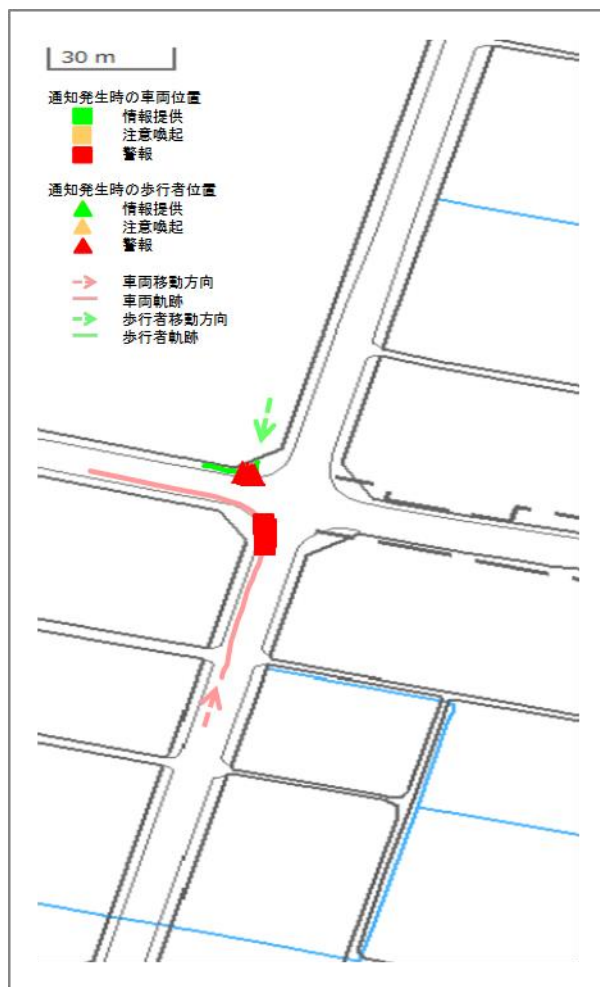 30 m
通知発生時の車両位置
情報提供
注意喚起
警報
通知発生時の歩行者位置
情報提供
注意喚起
警報
車両移動方向
車両軌跡
歩行者移動方向
歩行者軌跡